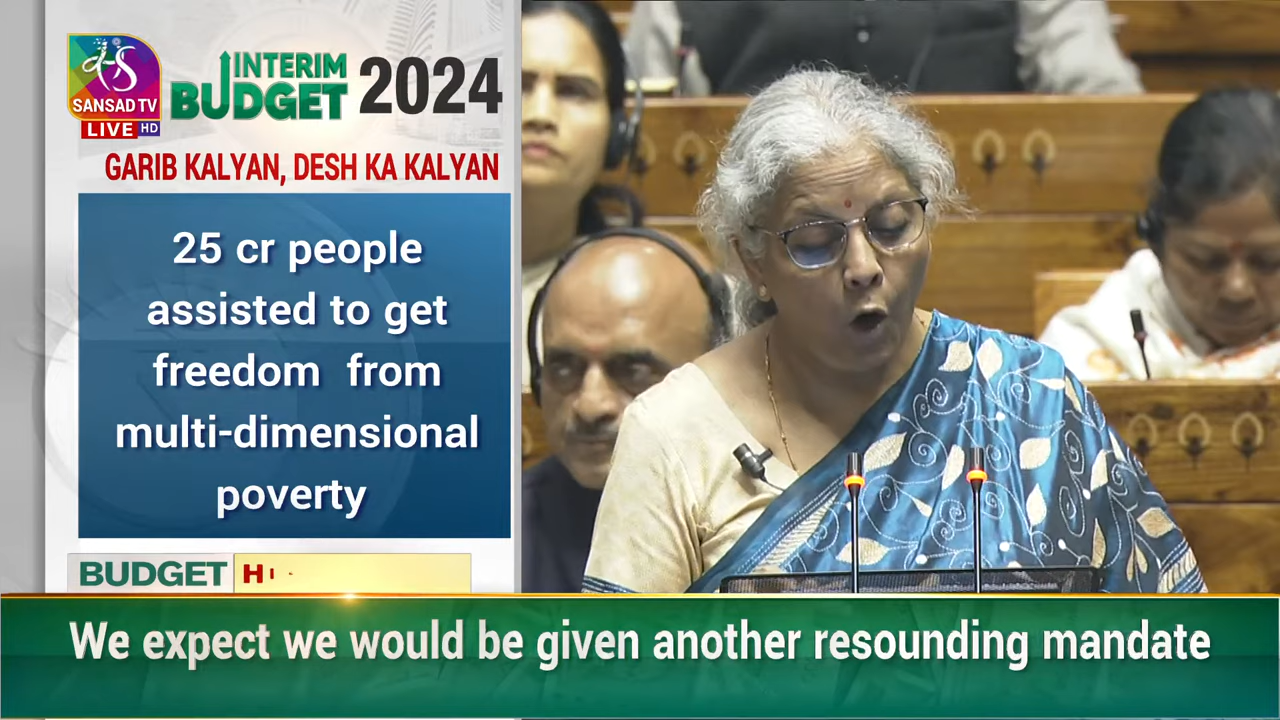 SANSAD TV
LIVE HD
INTERIM
BUDGET 2024
GARIB KALYAN, DESH KA KALYAN
25 cr people
assisted to get
freedom from
multi-dimensional
poverty
BUDGET
We expect we would be given another resounding mandate